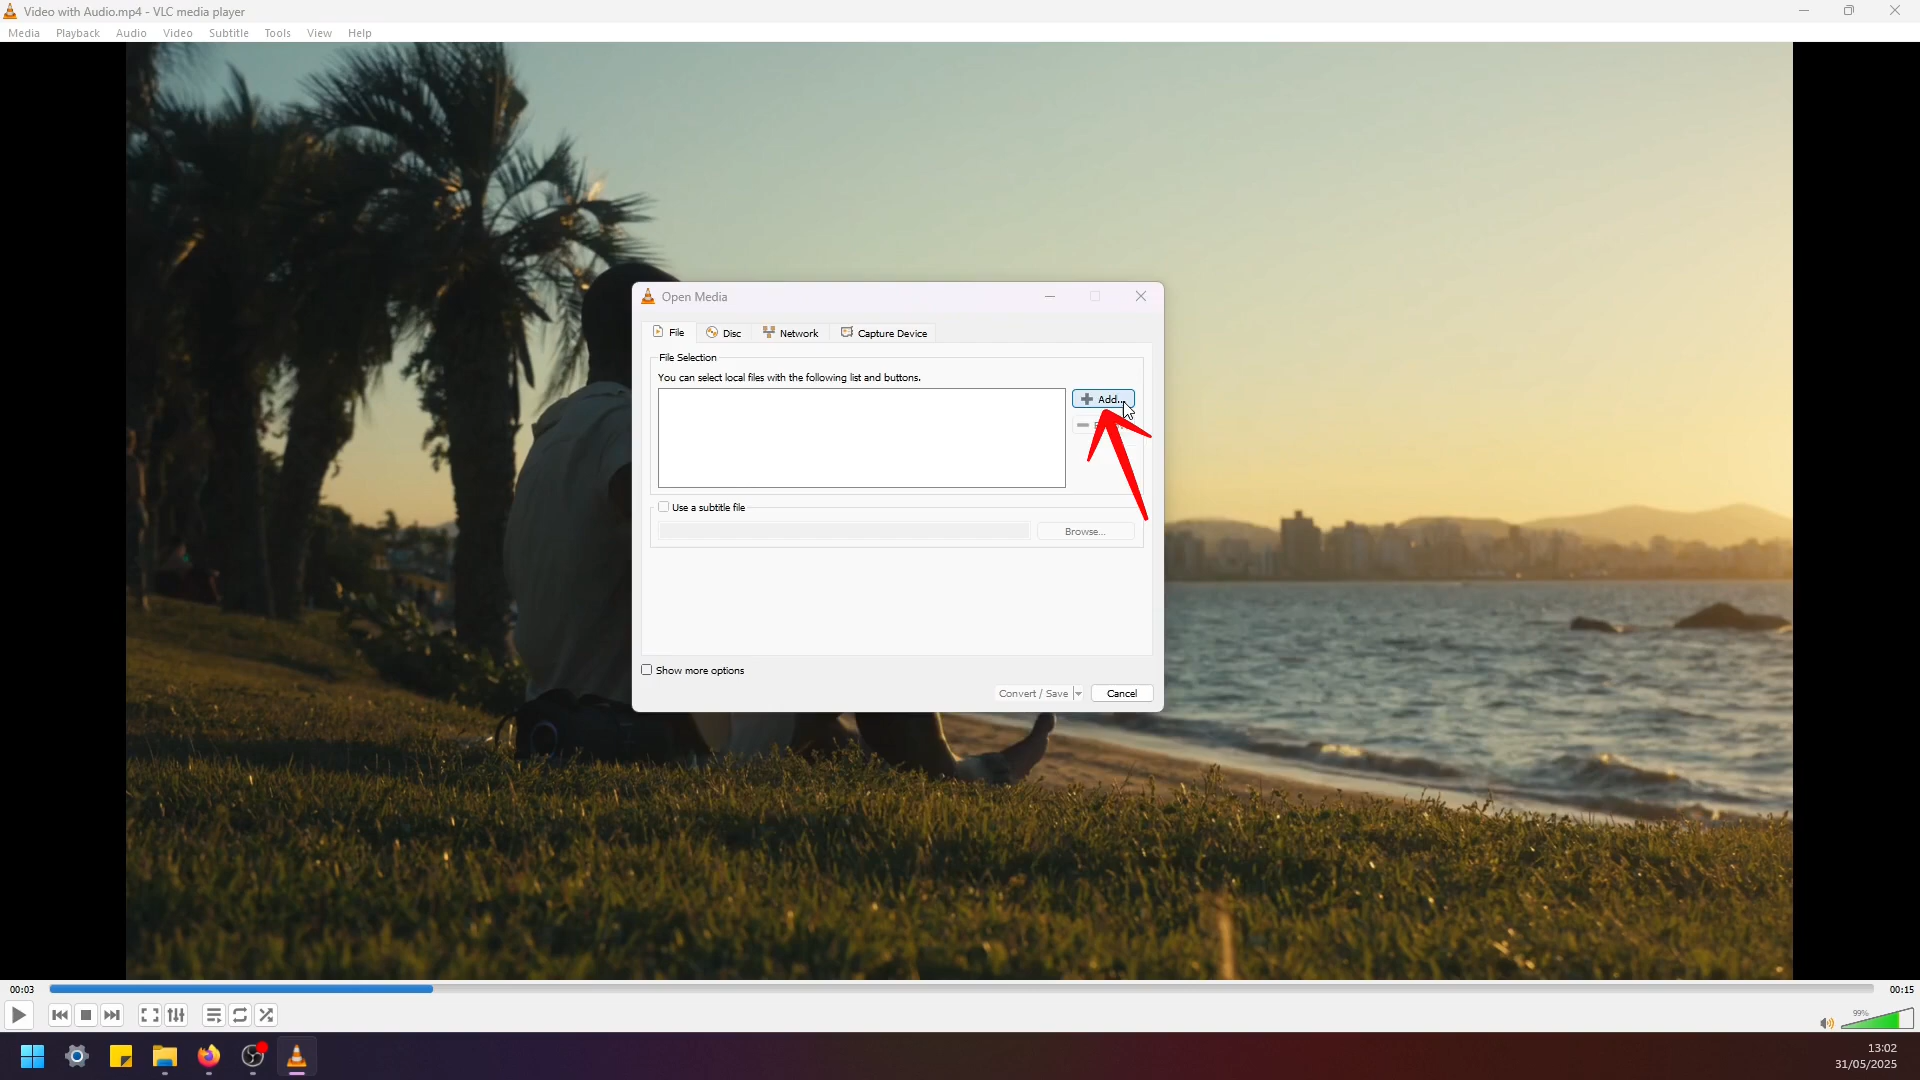 Video with Audio.mp4 - VLC media player
Media Playback Audio Video Subtitle Tools View Help
Open Media
File Disc Network Capture Device
File Selection
You can select local files with the following list and buttons.
Add...
Use a subtitle file
Browse...
Show more options
Convert / Save Cancel
00:03 00:15
99%
13:02
31/05/2025